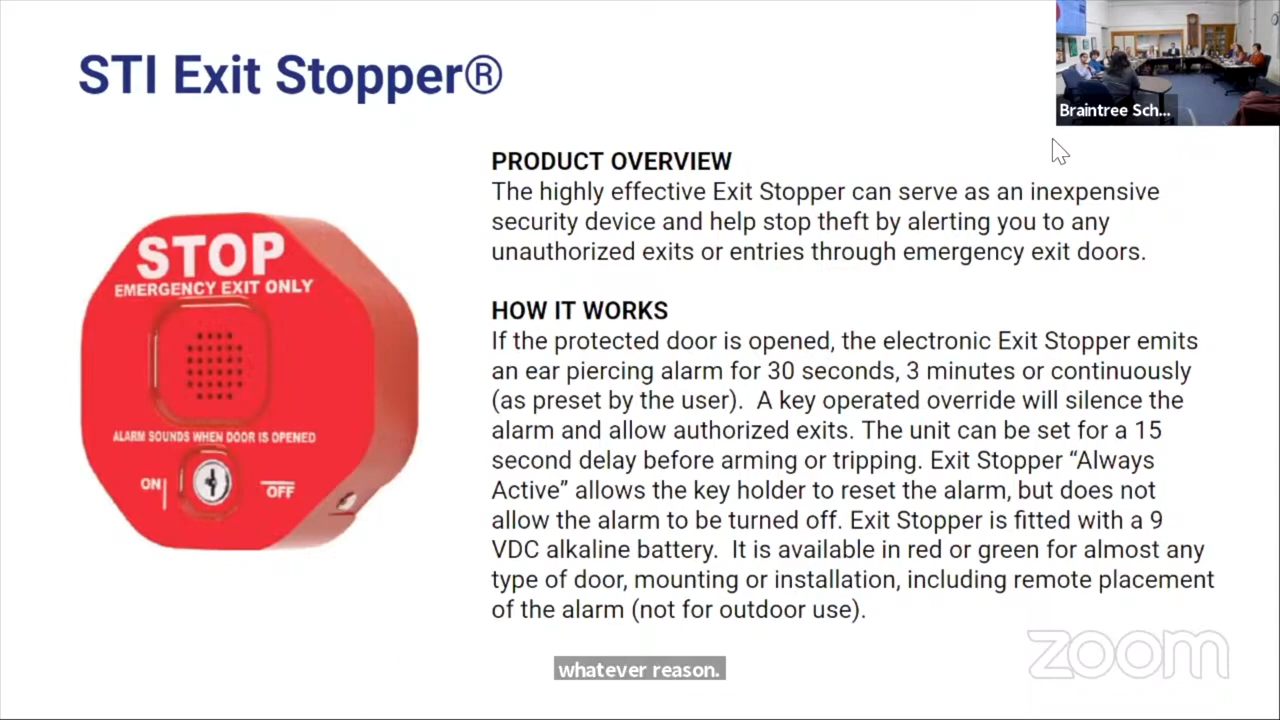 STI Exit Stopper®
Braintree Sch...
PRODUCT OVERVIEW
The highly effective Exit Stopper can serve as an inexpensive
security device and help stop theft by alerting you to any
unauthorized exits or entries through emergency exit doors.
HOW IT WORKS
If the protected door is opened, the electronic Exit Stopper emits
an ear piercing alarm for 30 seconds, 3 minutes or continuously
(as preset by the user).  A key operated override will silence the
alarm and allow authorized exits. The unit can be set for a 15
second delay before arming or tripping. Exit Stopper “Always
Active” allows the key holder to reset the alarm, but does not
allow the alarm to be turned off. Exit Stopper is fitted with a 9
VDC alkaline battery.  It is available in red or green for almost any
type of door, mounting or installation, including remote placement
of the alarm (not for outdoor use).
STOP
EMERGENCY EXIT ONLY
ALARM SOUNDS WHEN DOOR IS OPENED
ON
OFF
whatever reason.
zoom